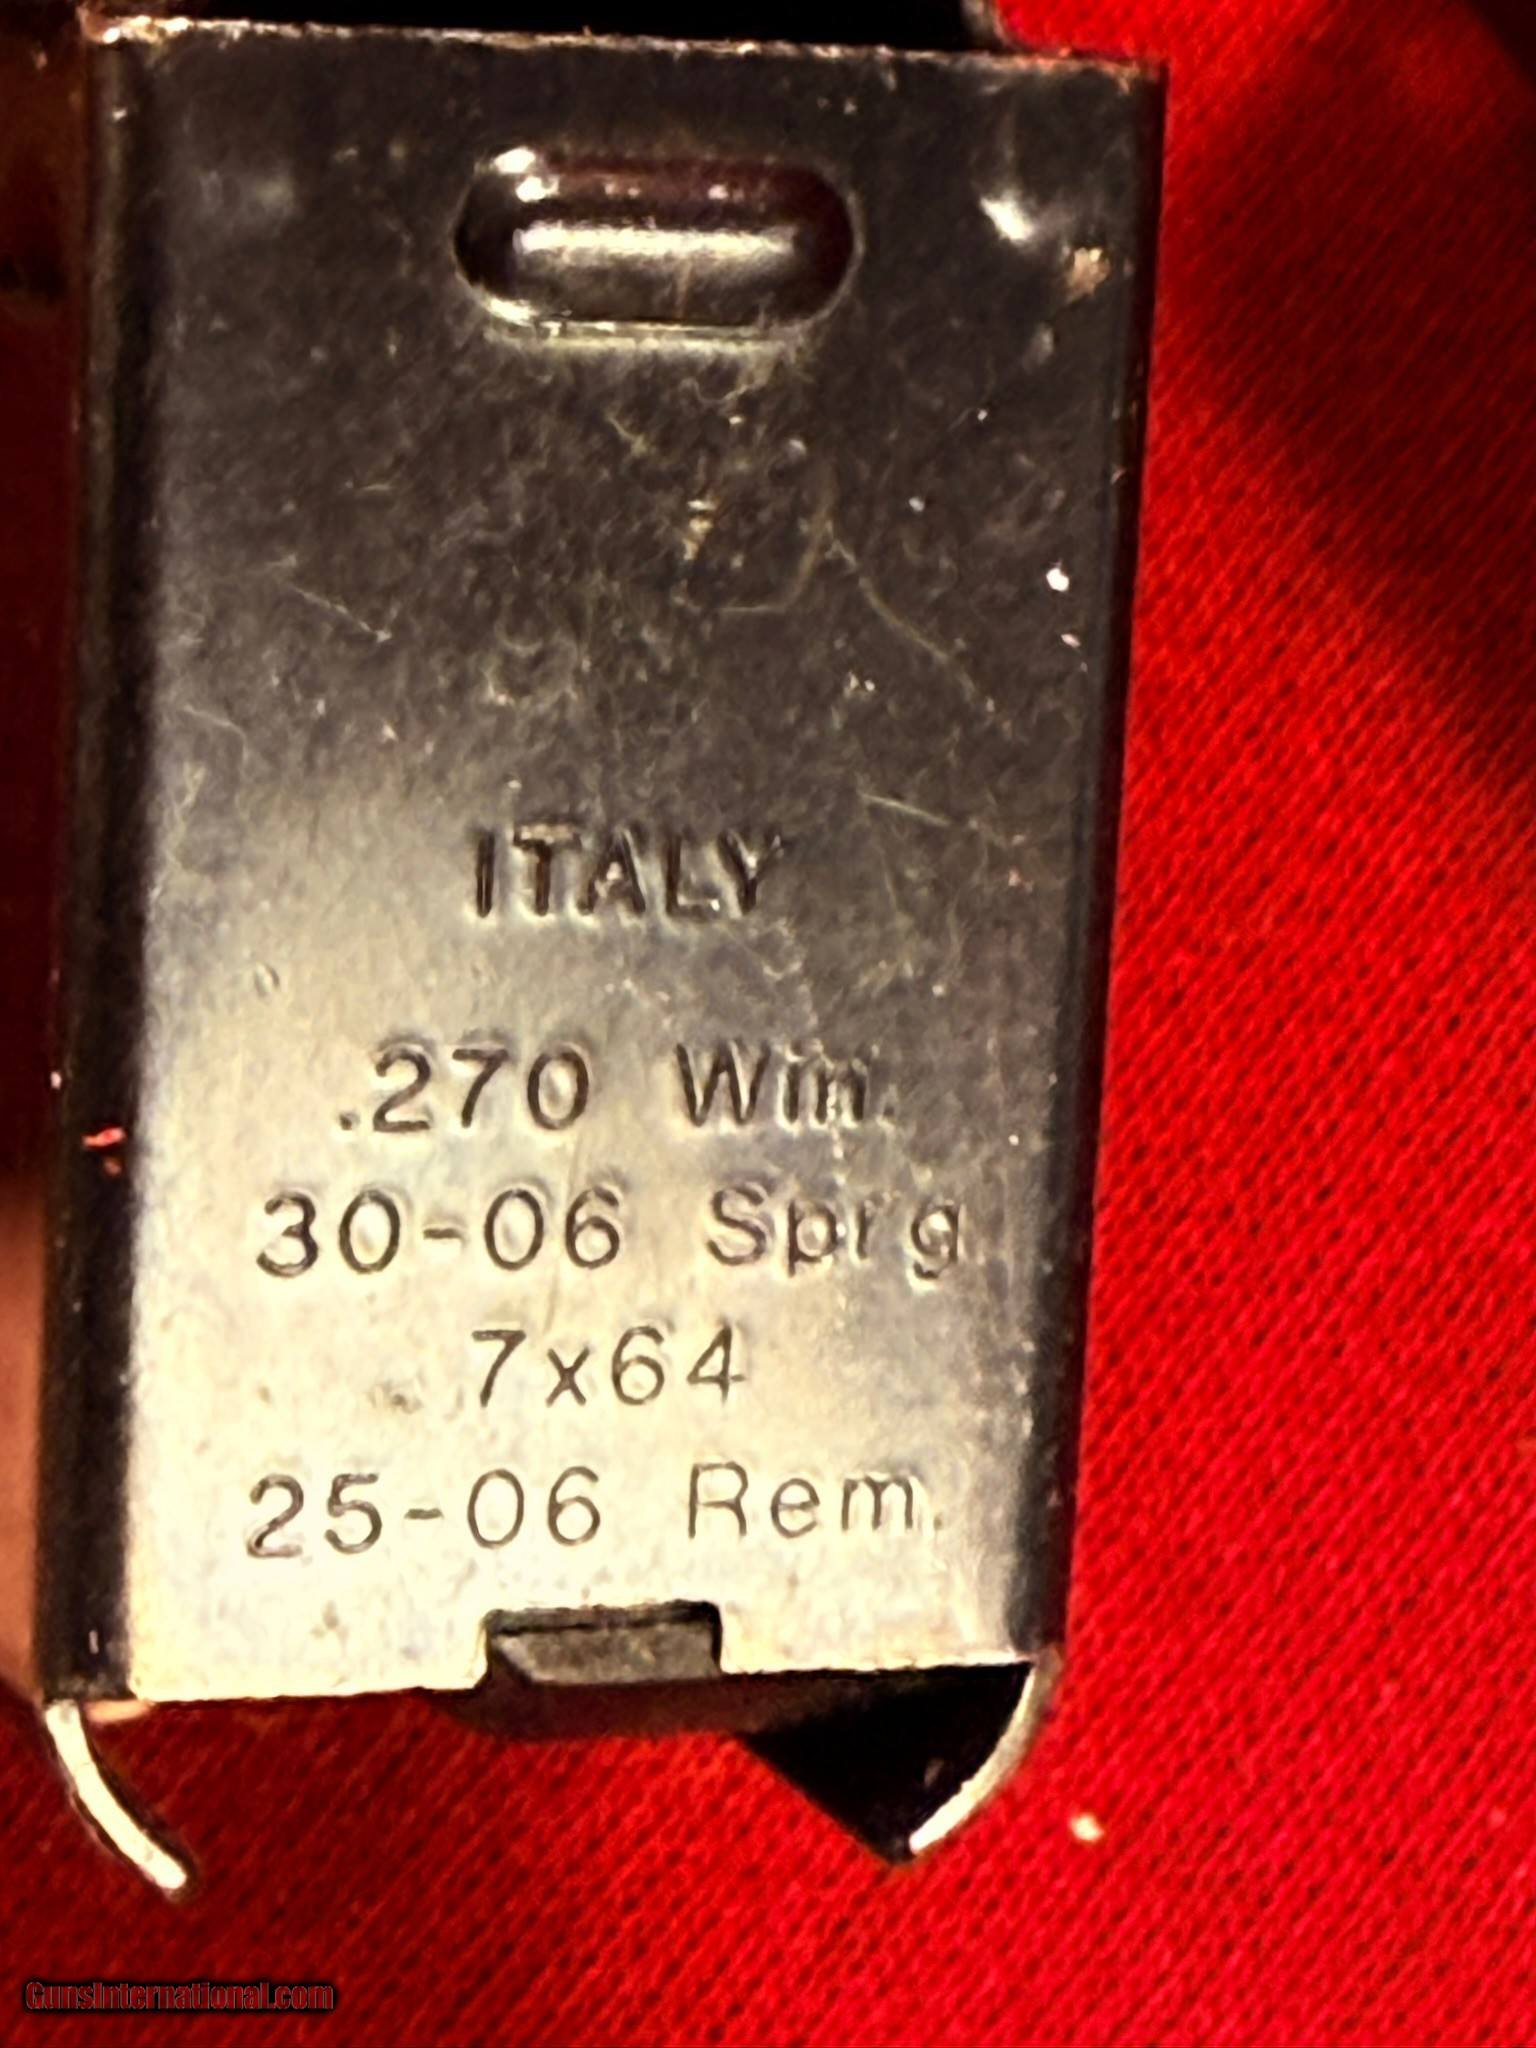 ITALY
.270 Win.
30-06 Sprg
7x64
25-06 Rem.
GunsInternational.com